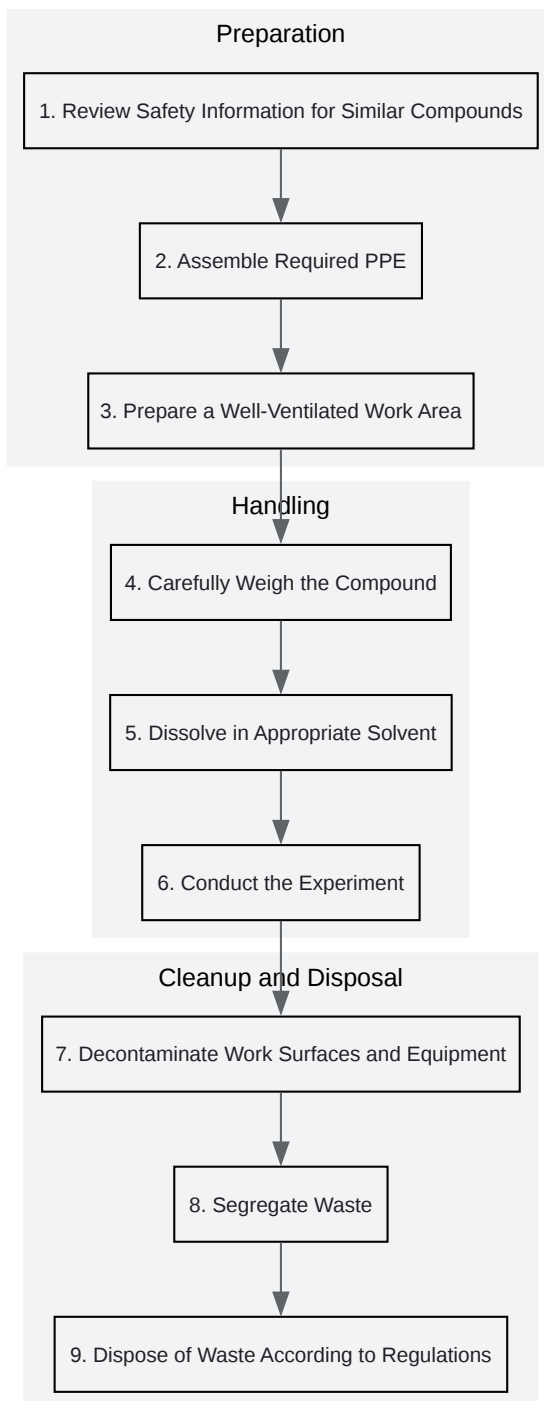 Preparation
1. Review Safety Information for Similar Compounds
2. Assemble Required PPE
3. Prepare a Well-Ventilated Work Area
Handling
4. Carefully Weigh the Compound
5. Dissolve in Appropriate Solvent
6. Conduct the Experiment
Cleanup and Disposal
7. Decontaminate Work Surfaces and Equipment
8. Segregate Waste
9. Dispose of Waste According to Regulations